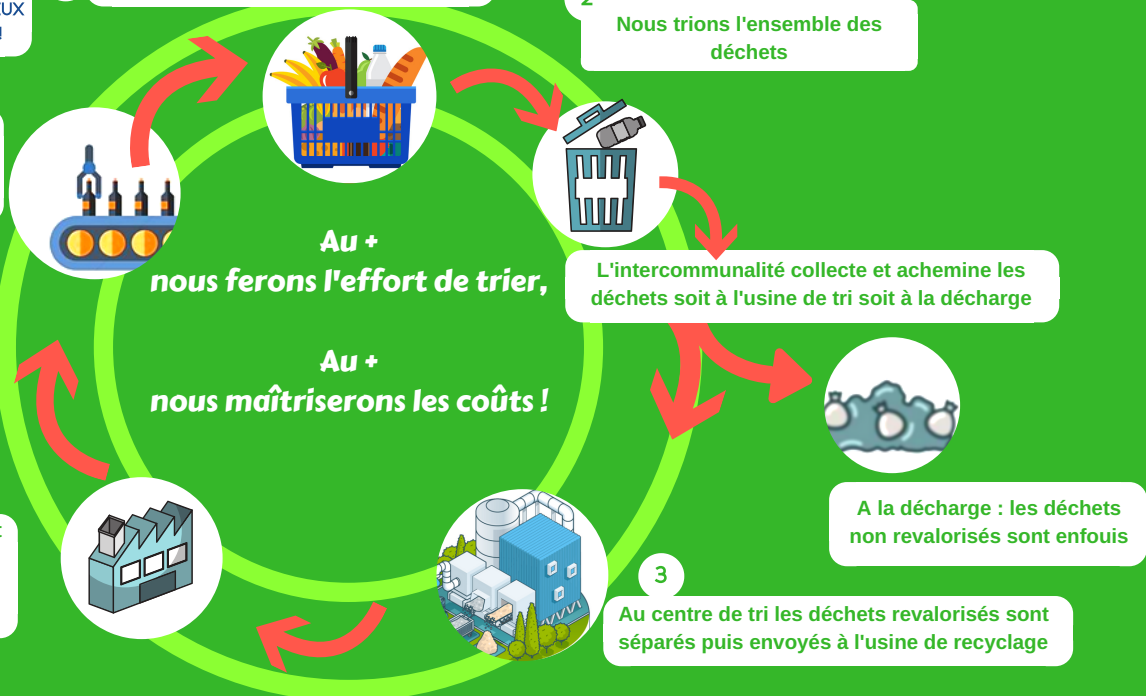 !
2
Nous trions l'ensemble des
déchets
Au +
nous ferons l'effort de trier,
Au +
nous maîtriserons les coûts !
L'intercommunalité collecte et achemine les
déchets soit à l'usine de tri soit à la décharge
A la décharge : les déchets
non revalorisés sont enfouis
3
Au centre de tri les déchets revalorisés sont
séparés puis envoyés à l'usine de recyclage